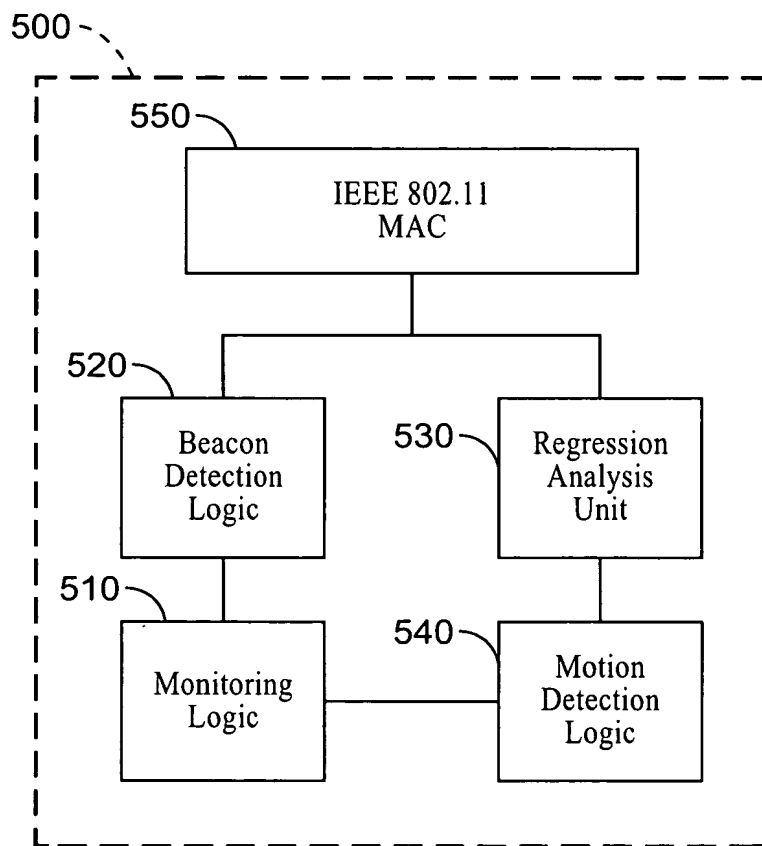 500
550
IEEE 802.11
MAC
520
Beacon
Detection
Logic
530
Regression
Analysis
Unit
510
Monitoring
Logic
540
Motion
Detection
Logic